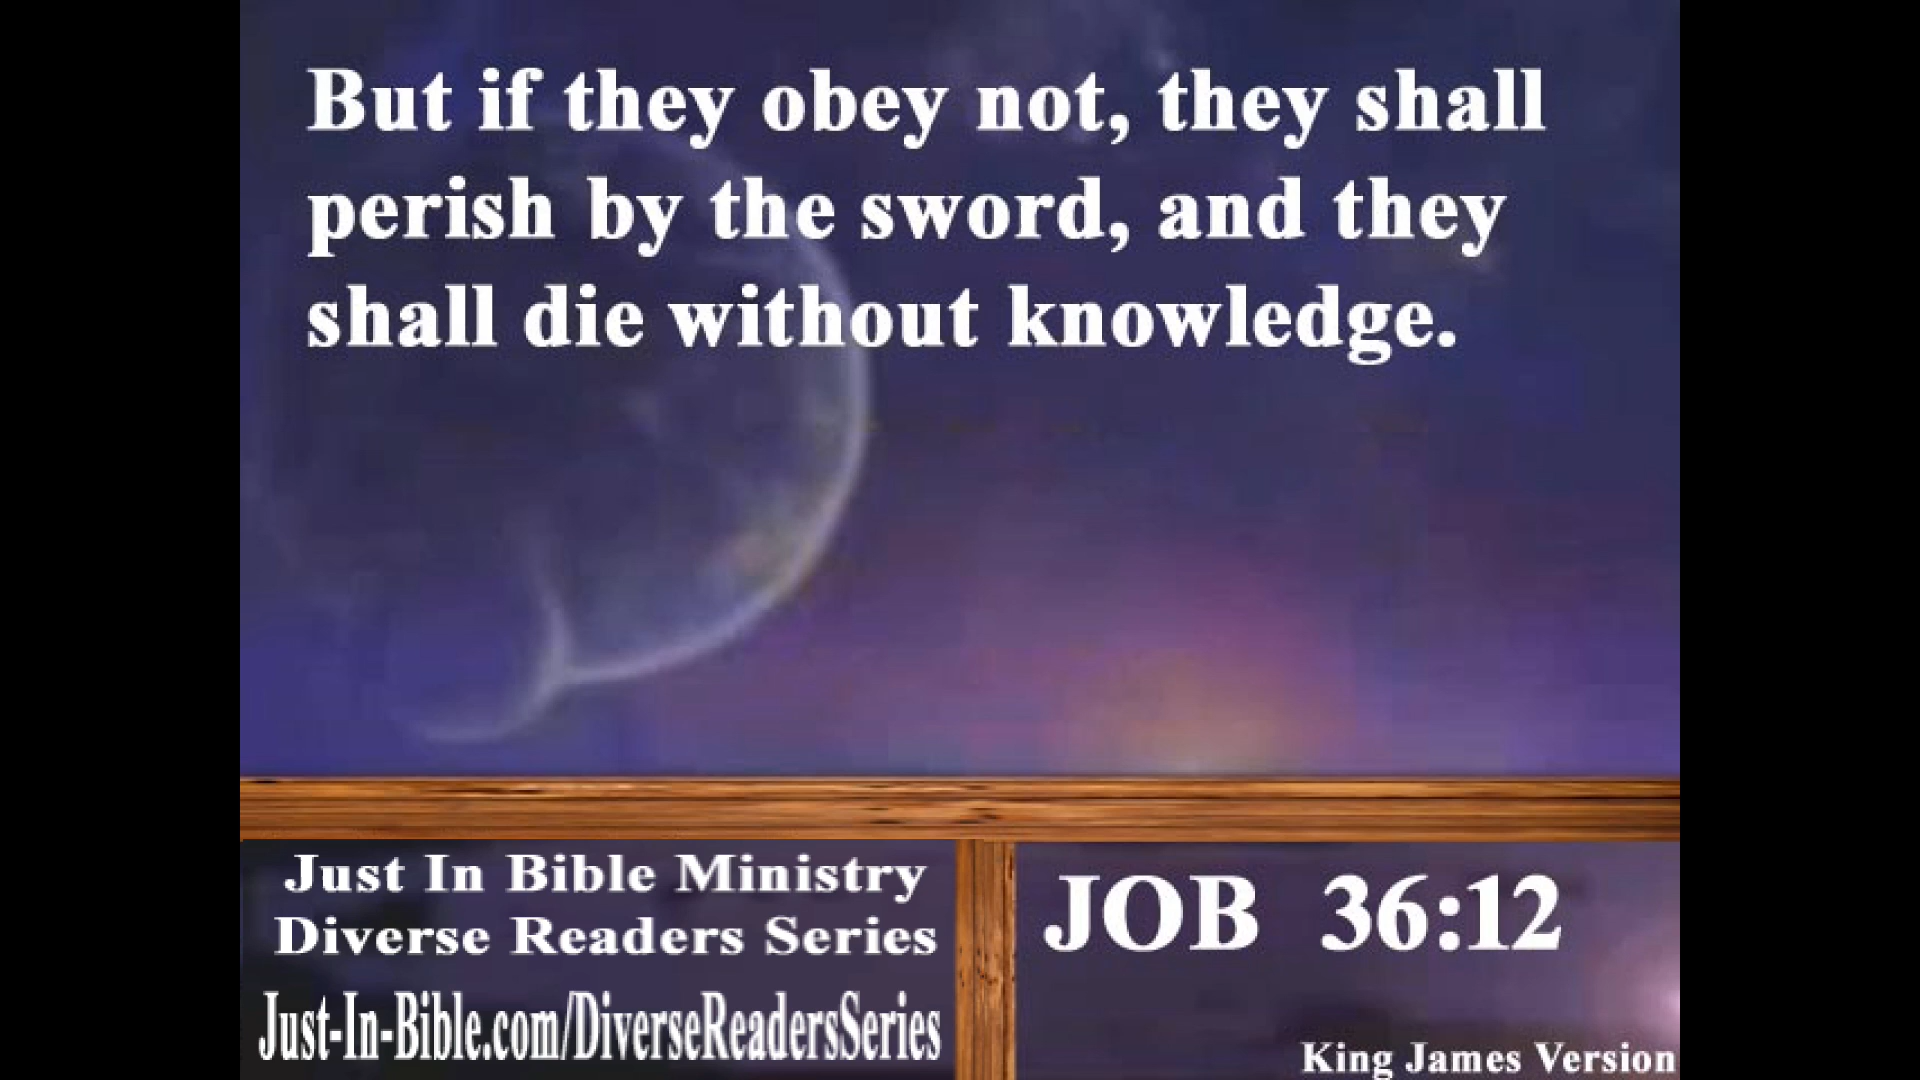 But if they obey not, they shall
perish by the sword, and they
shall die without knowledge.
Just In Bible Ministry
Diverse Readers Series
Just-In-Bible.com/DiverseReadersSeries
JOB 36:12
King James Version